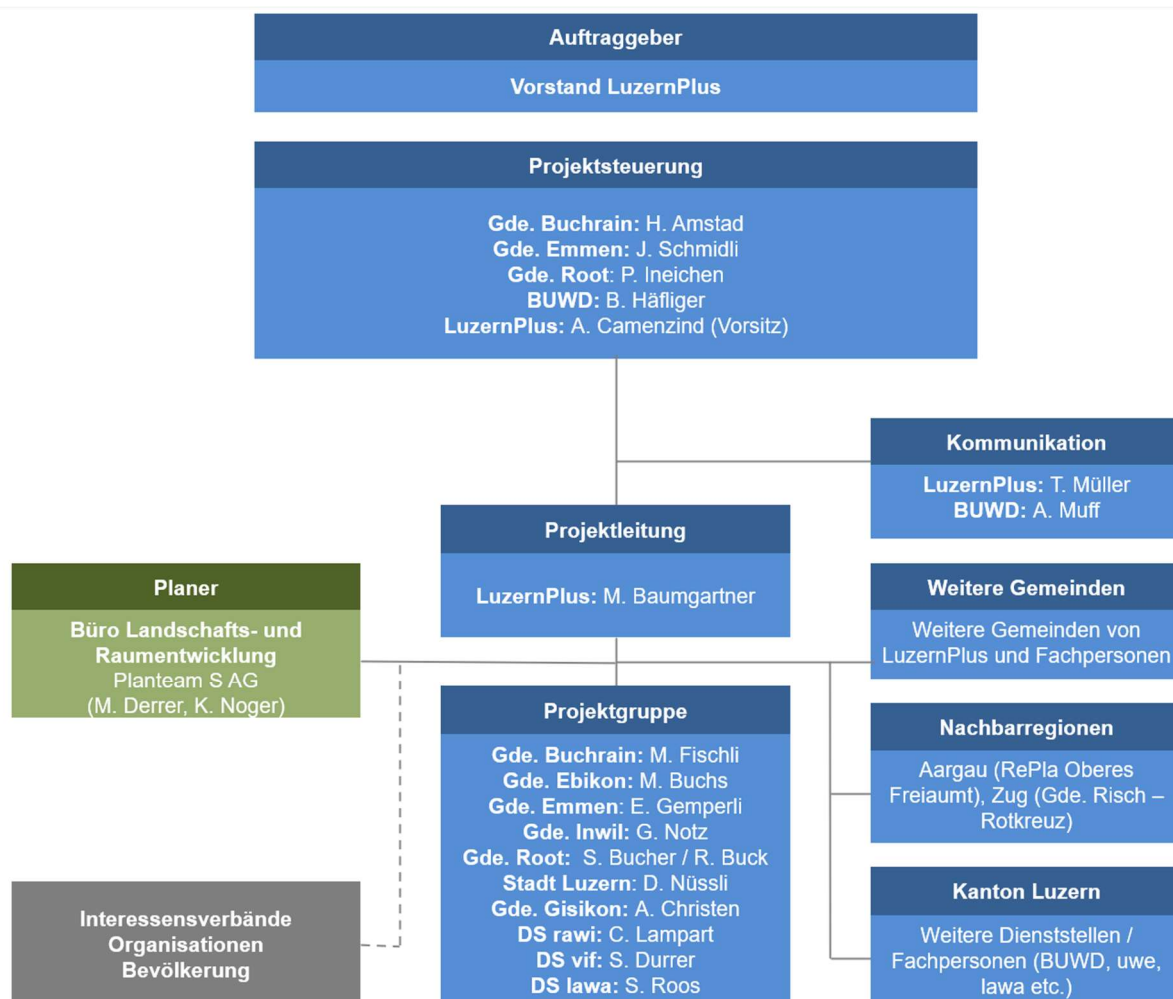 Auftraggeber
Vorstand LuzernPlus
Projektsteuerung
Gde. Buchrain: H. Amstad
Gde. Emmen: J. Schmidli
Gde. Root: P. Ineichen
BUWD: B. Häfliger
LuzernPlus: A. Camenzind (Vorsitz)
Kommunikation
LuzernPlus: T. Müller
BUWD: A. Muff
Projektleitung
LuzernPlus: M. Baumgartner
Planer
Büro Landschafts- und
Raumentwicklung
Planteam S AG
(M. Derrer, K. Noger)
Weitere Gemeinden
Weitere Gemeinden von
LuzernPlus und Fachpersonen
Projektgruppe
Gde. Buchrain: M. Fischli
Gde. Ebikon: M. Buchs
Gde. Emmen: E. Gemperli
Gde. Inwil: G. Notz
Gde. Root: S. Bucher / R. Buck
Stadt Luzern: D. Nüssli
Gde. Gisikon: A. Christen
DS rawi: C. Lampart
DS vif: S. Durrer
DS lawa: S. Roos
Nachbarregionen
Aargau (RePla Oberes
Freiaumt), Zug (Gde. Risch –
Rotkreuz)
Interessensverbände
Organisationen
Bevölkerung
Kanton Luzern
Weitere Dienststellen /
Fachpersonen (BUWD, uwe,
lawa etc.)